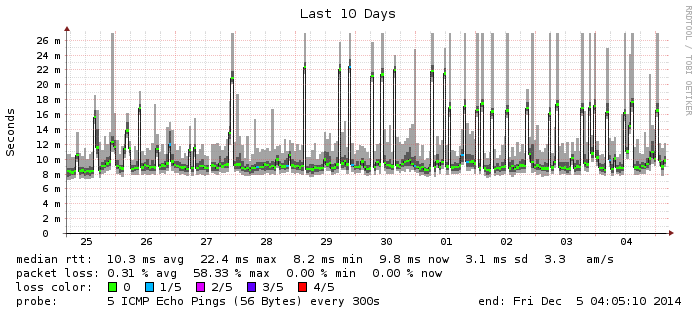 Last 10 Days
RRDTOOL / TOBI OETIKER
Seconds
26 m
24 m
22 m
20 m
18 m
16 m
14 m
12 m
10 m
8 m
6 m
4 m
2 m
0
25 26 27 28 29 30 01 02 03 04
median rtt: 10.3 ms avg 22.4 ms max 8.2 ms min 9.8 ms now 3.1 ms sd 3.3 am/s
packet loss: 0.31 % avg 58.33 % max 0.00 % min 0.00 % now
loss color: 0 1/5 2/5 3/5 4/5
probe: 5 ICMP Echo Pings (56 Bytes) every 300s end: Fri Dec 5 04:05:10 2014